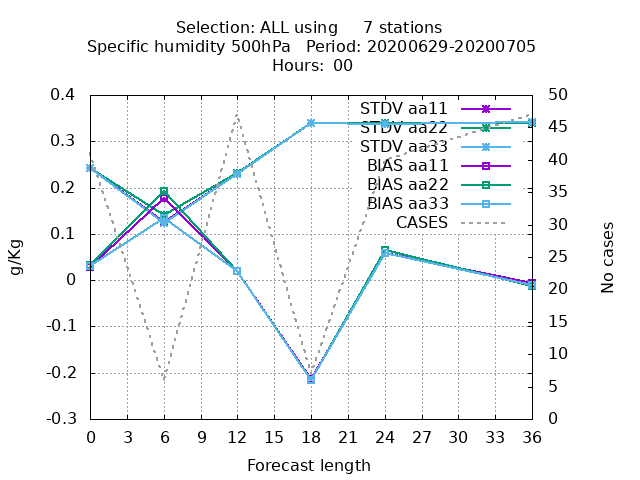 Selection: ALL using     7 stations
Specific humidity 500hPa   Period: 20200629-20200705
Hours:  00
STDV aa11
STDV aa22
STDV aa33
BIAS aa11
BIAS aa22
BIAS aa33
CASES
g/Kg
0.4
0.3
0.2
0.1
0
-0.1
-0.2
-0.3
No cases
50
45
40
35
30
25
20
15
10
5
0
0 3 6 9 12 15 18 21 24 27 30 33 36
Forecast length